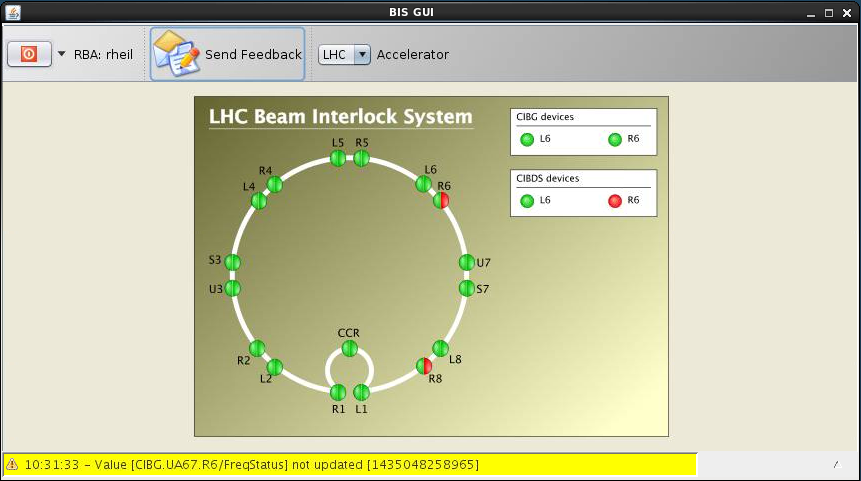 BIS GUI
RBA: rheil
Send Feedback
LHC
Accelerator
LHC Beam Interlock System
CIBG devices
L6
R6
CIBDS devices
L6
R6
L5
R5
R4
L6
L4
R6
S3
U7
U3
S7
CCR
R2
L8
L2
R8
R1
L1
10:31:33 – Value [CIBG.UA67.R6/FreqStatus] not updated [1435048258965]